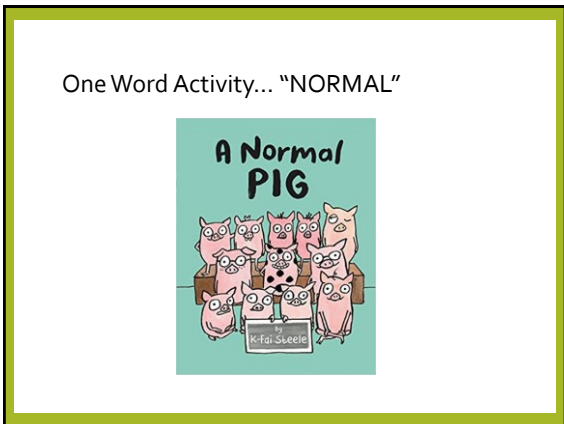 One Word Activity... “NORMAL”
A Normal
PIG
by
K-Fai Steele